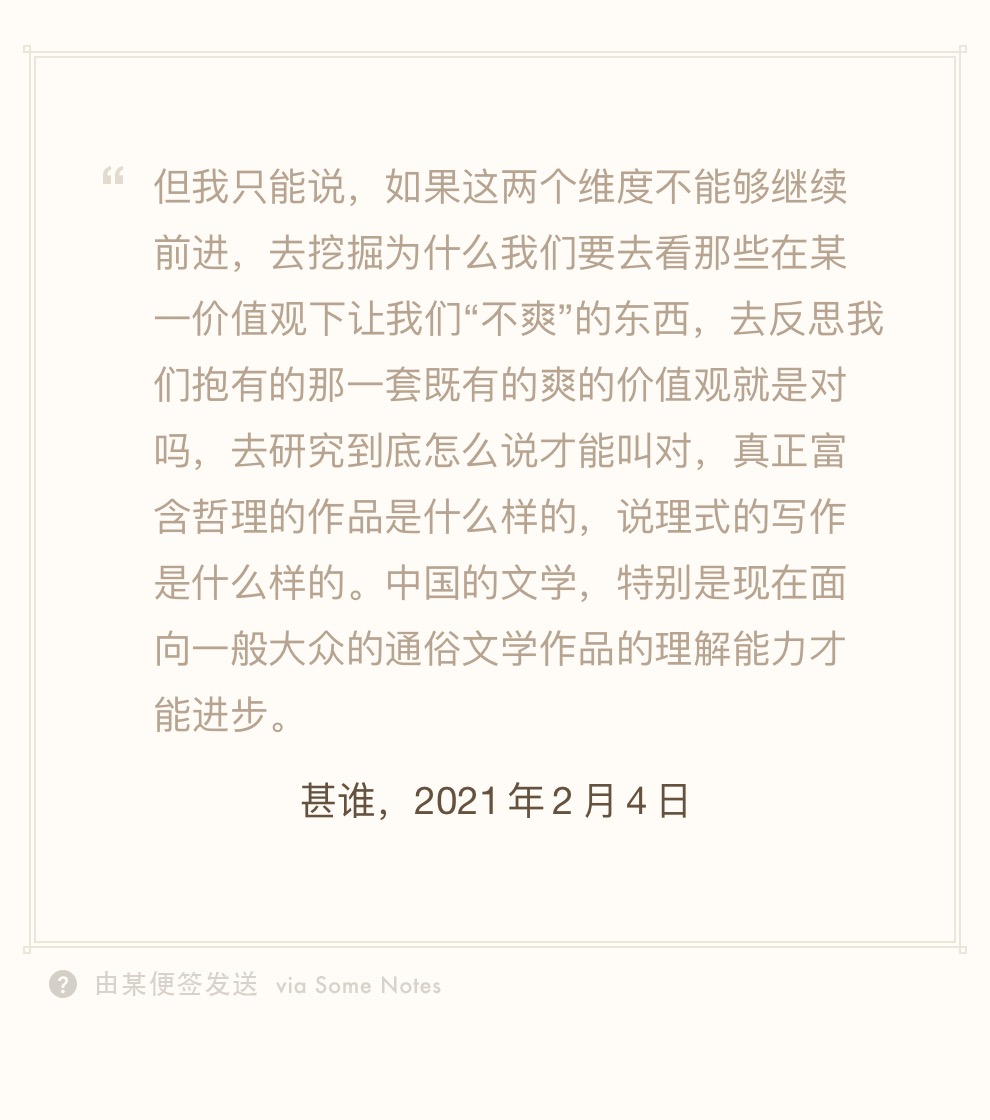 “ 但我只能说，如果这两个维度不能够继续
前进，去挖掘为什么我们要去看那些在某
一价值观下让我们“不爽”的东西，去反思我
们抱有的那一套既有的爽的价值观就是对
吗，去研究到底怎么说才能叫对，真正富
含哲理的作品是什么样的，说理式的写作
是什么样的。中国的文学，特别是现在面
向一般大众的通俗文学作品的理解能力才
能进步。
甚谁，2021年2月4日
? 由某便签发送 via Some Notes